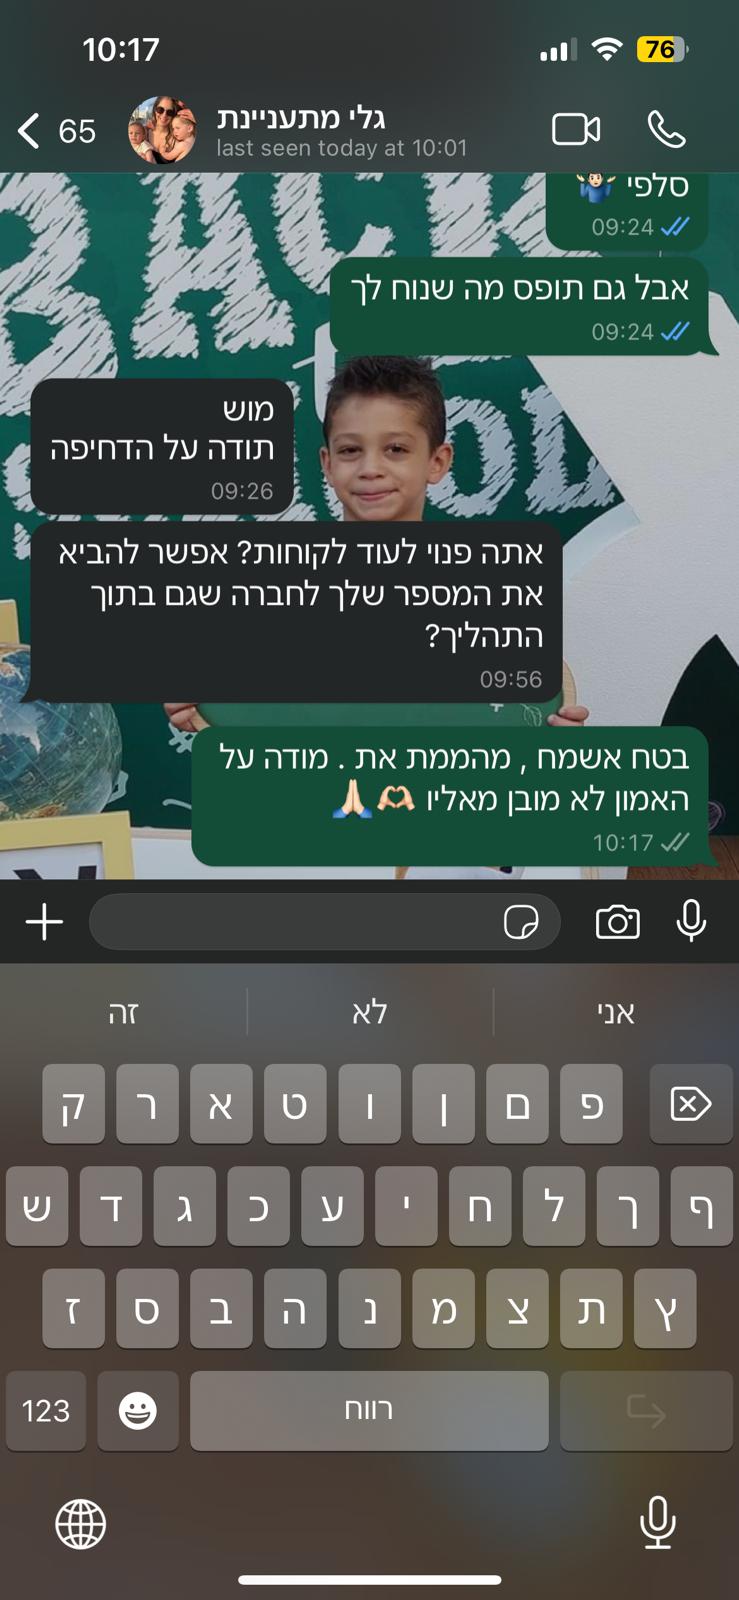 10:17
76
65
גלי מתעניינת
last seen today at 10:01
סלפי 🤷🏻‍♂️
09:24
אבל גם תופס מה שנוח לך
09:24
BACK
מוש
תודה על הדחיפה
09:26
אתה פנוי לעוד לקוחות? אפשר להביא
את המספר שלך לחברה שגם בתוך
התהליך?
09:56
בטח אשמח , מהממת את . מודה על
האמון לא מובן מאליו 🫶🏻🙏🏻
10:17
זה לא אני
ק ר א ט ו ן ם פ
ש ד ג כ ע י ח ל ך ף
ז ס ב ה נ מ צ ת ץ
123 רווח